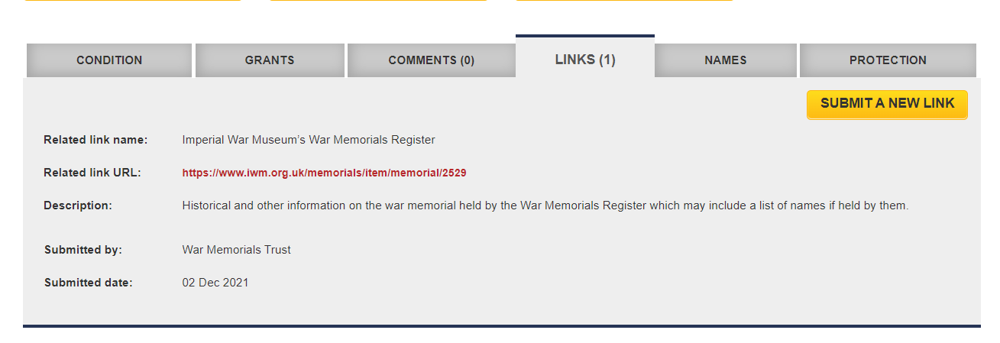 CONDITION GRANTS COMMENTS (0) LINKS (1) NAMES PROTECTION
SUBMIT A NEW LINK
Related link name: Imperial War Museum's War Memorials Register
Related link URL: https://www.iwm.org.uk/memorials/item/memorial/2529
Description: Historical and other information on the war memorial held by the War Memorials Register which may include a list of names if held by them.
Submitted by: War Memorials Trust
Submitted date: 02 Dec 2021